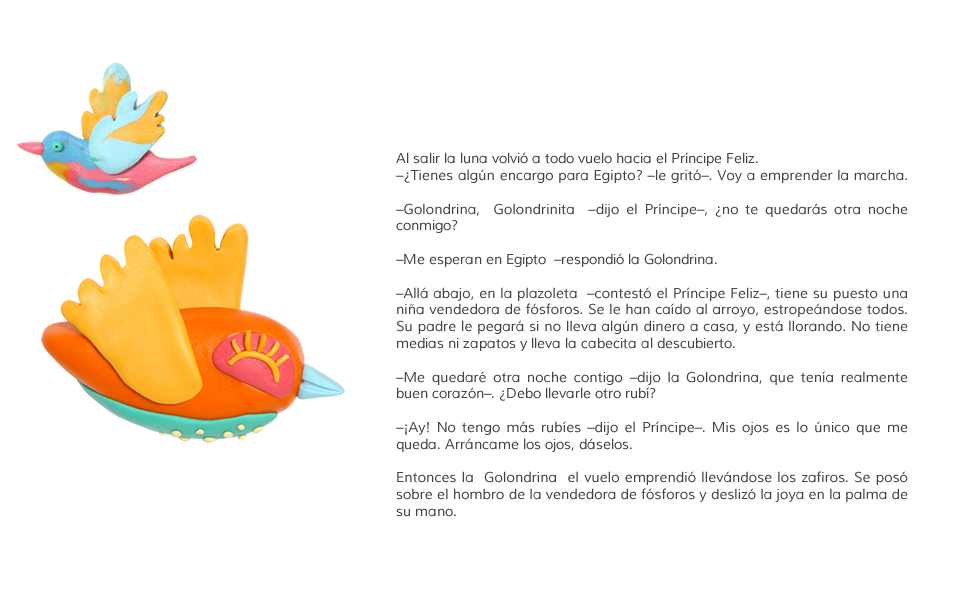 Al salir la luna volvió a todo vuelo hacia el Príncipe Feliz.
–¿Tienes algún encargo para Egipto? –le gritó–. Voy a emprender la marcha.
–Golondrina, Golondrinita –dijo el Príncipe–, ¿no te quedarás otra noche
conmigo?
–Me esperan en Egipto –respondió la Golondrina.
–Allá abajo, en la plazoleta –contestó el Príncipe Feliz–, tiene su puesto una
niña vendedora de fósforos. Se le han caído al arroyo, estropeándose todos.
Su padre le pegará si no lleva algún dinero a casa, y está llorando. No tiene
medias ni zapatos y lleva la cabecita al descubierto.
–Me quedaré otra noche contigo –dijo la Golondrina, que tenía realmente
buen corazón–. ¿Debo llevarle otro rubí?
–¡Ay! No tengo más rubíes –dijo el Príncipe–. Mis ojos es lo único que me
queda. Arráncame los ojos, dáselos.
Entonces la Golondrina el vuelo emprendió llevándose los zafiros. Se posó
sobre el hombro de la vendedora de fósforos y deslizó la joya en la palma de
su mano.